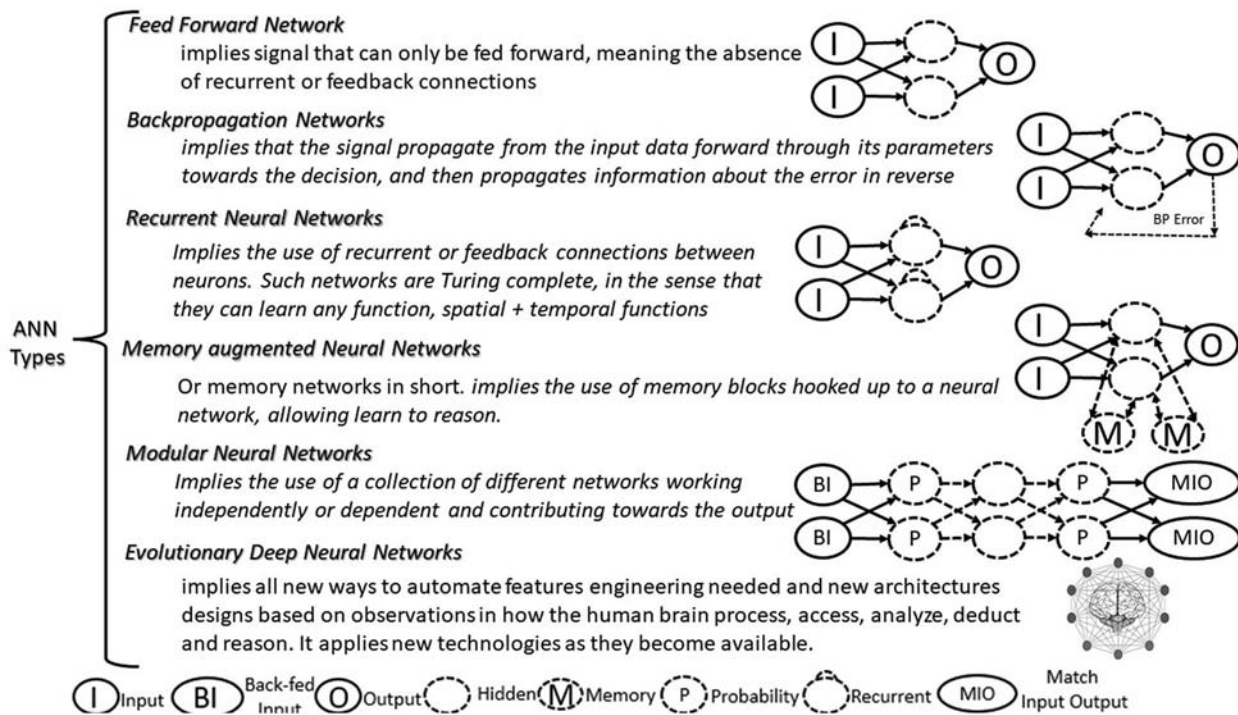 Feed Forward Network
implies signal that can only be fed forward, meaning the absence
of recurrent or feedback connections
I
I
O
Backpropagation Networks
implies that the signal propagate from the input data forward through its parameters
towards the decision, and then propagates information about the error in reverse
I
I
O
BP Error
Recurrent Neural Networks
Implies the use of recurrent or feedback connections between
neurons. Such networks are Turing complete, in the sense that
they can learn any function, spatial + temporal functions
I
I
O
ANN
Types
Memory augmented Neural Networks
Or memory networks in short. implies the use of memory blocks hooked up to a neural
network, allowing learn to reason.
I
I
O
M M
Modular Neural Networks
Implies the use of a collection of different networks working
independently or dependent and contributing towards the output
BI P P MIO
BI P P MIO
Evolutionary Deep Neural Networks
implies all new ways to automate features engineering needed and new architectures
designs based on observations in how the human brain process, access, analyze, deduct
and reason. It applies new technologies as they become available.
I Input
BI Back-fed
Input
O Output
Hidden
M Memory
P Probability
Recurrent
MIO Match
Input Output